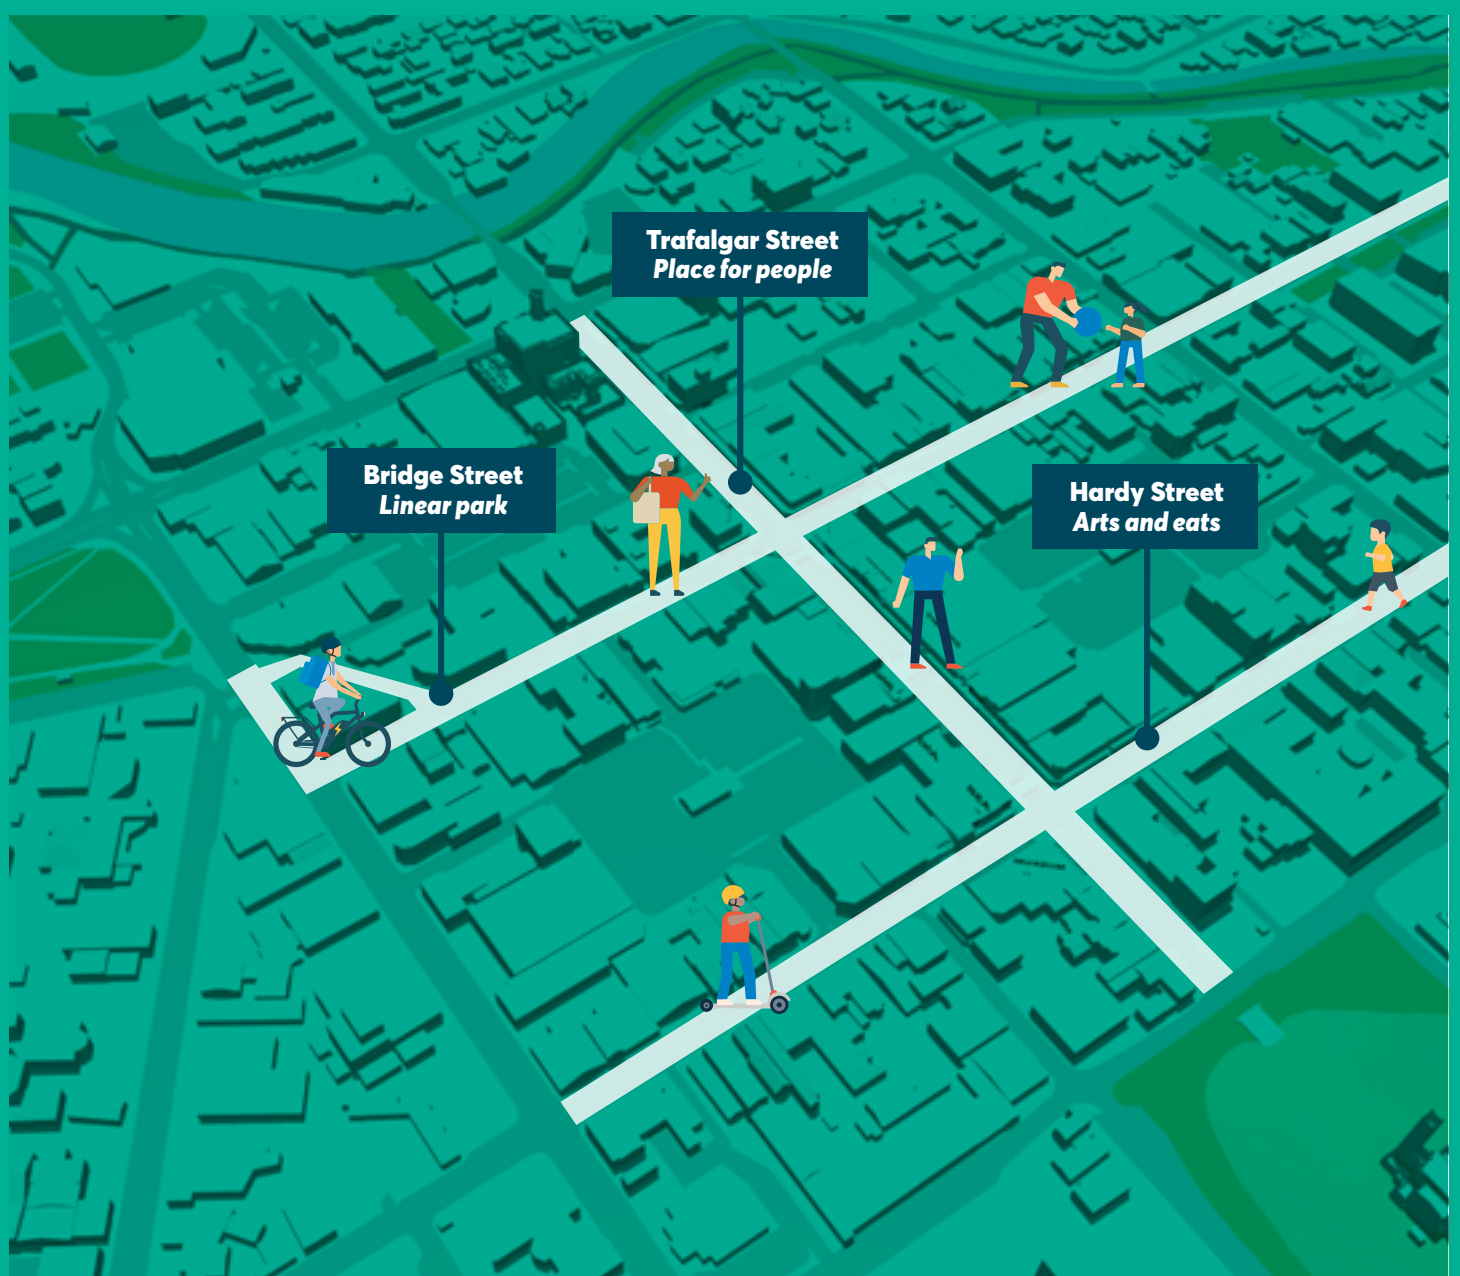 Trafalgar Street
Place for people
Bridge Street
Linear park
Hardy Street
Arts and eats